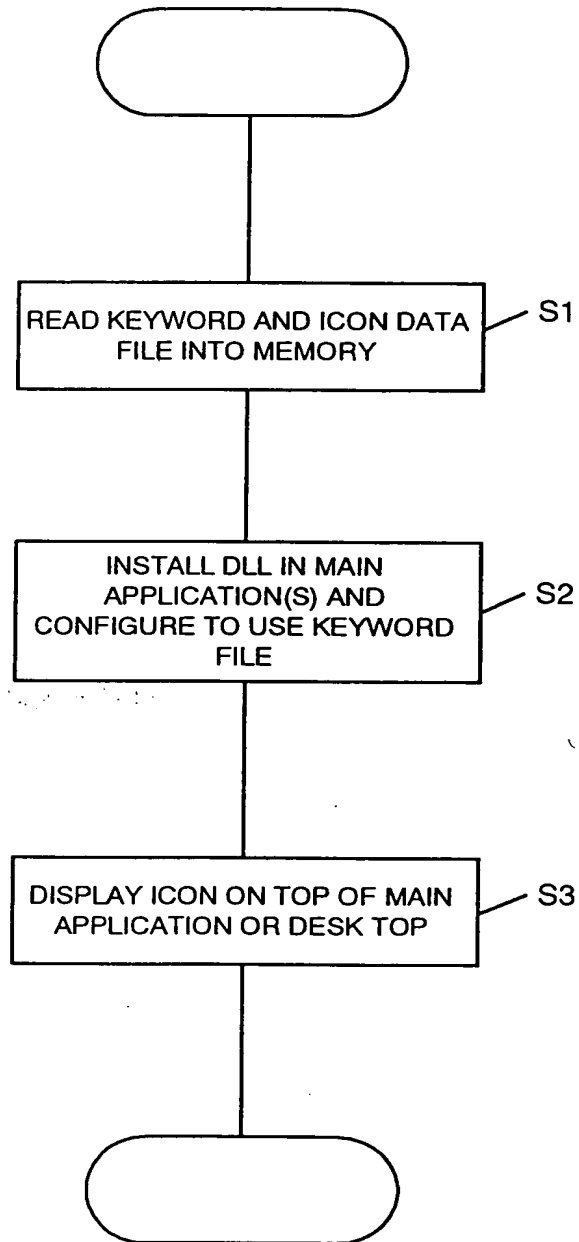 READ KEYWORD AND ICON DATA
FILE INTO MEMORY
S1
INSTALL DLL IN MAIN
APPLICATION(S) AND
CONFIGURE TO USE KEYWORD
FILE
S2
DISPLAY ICON ON TOP OF MAIN
APPLICATION OR DESK TOP
S3